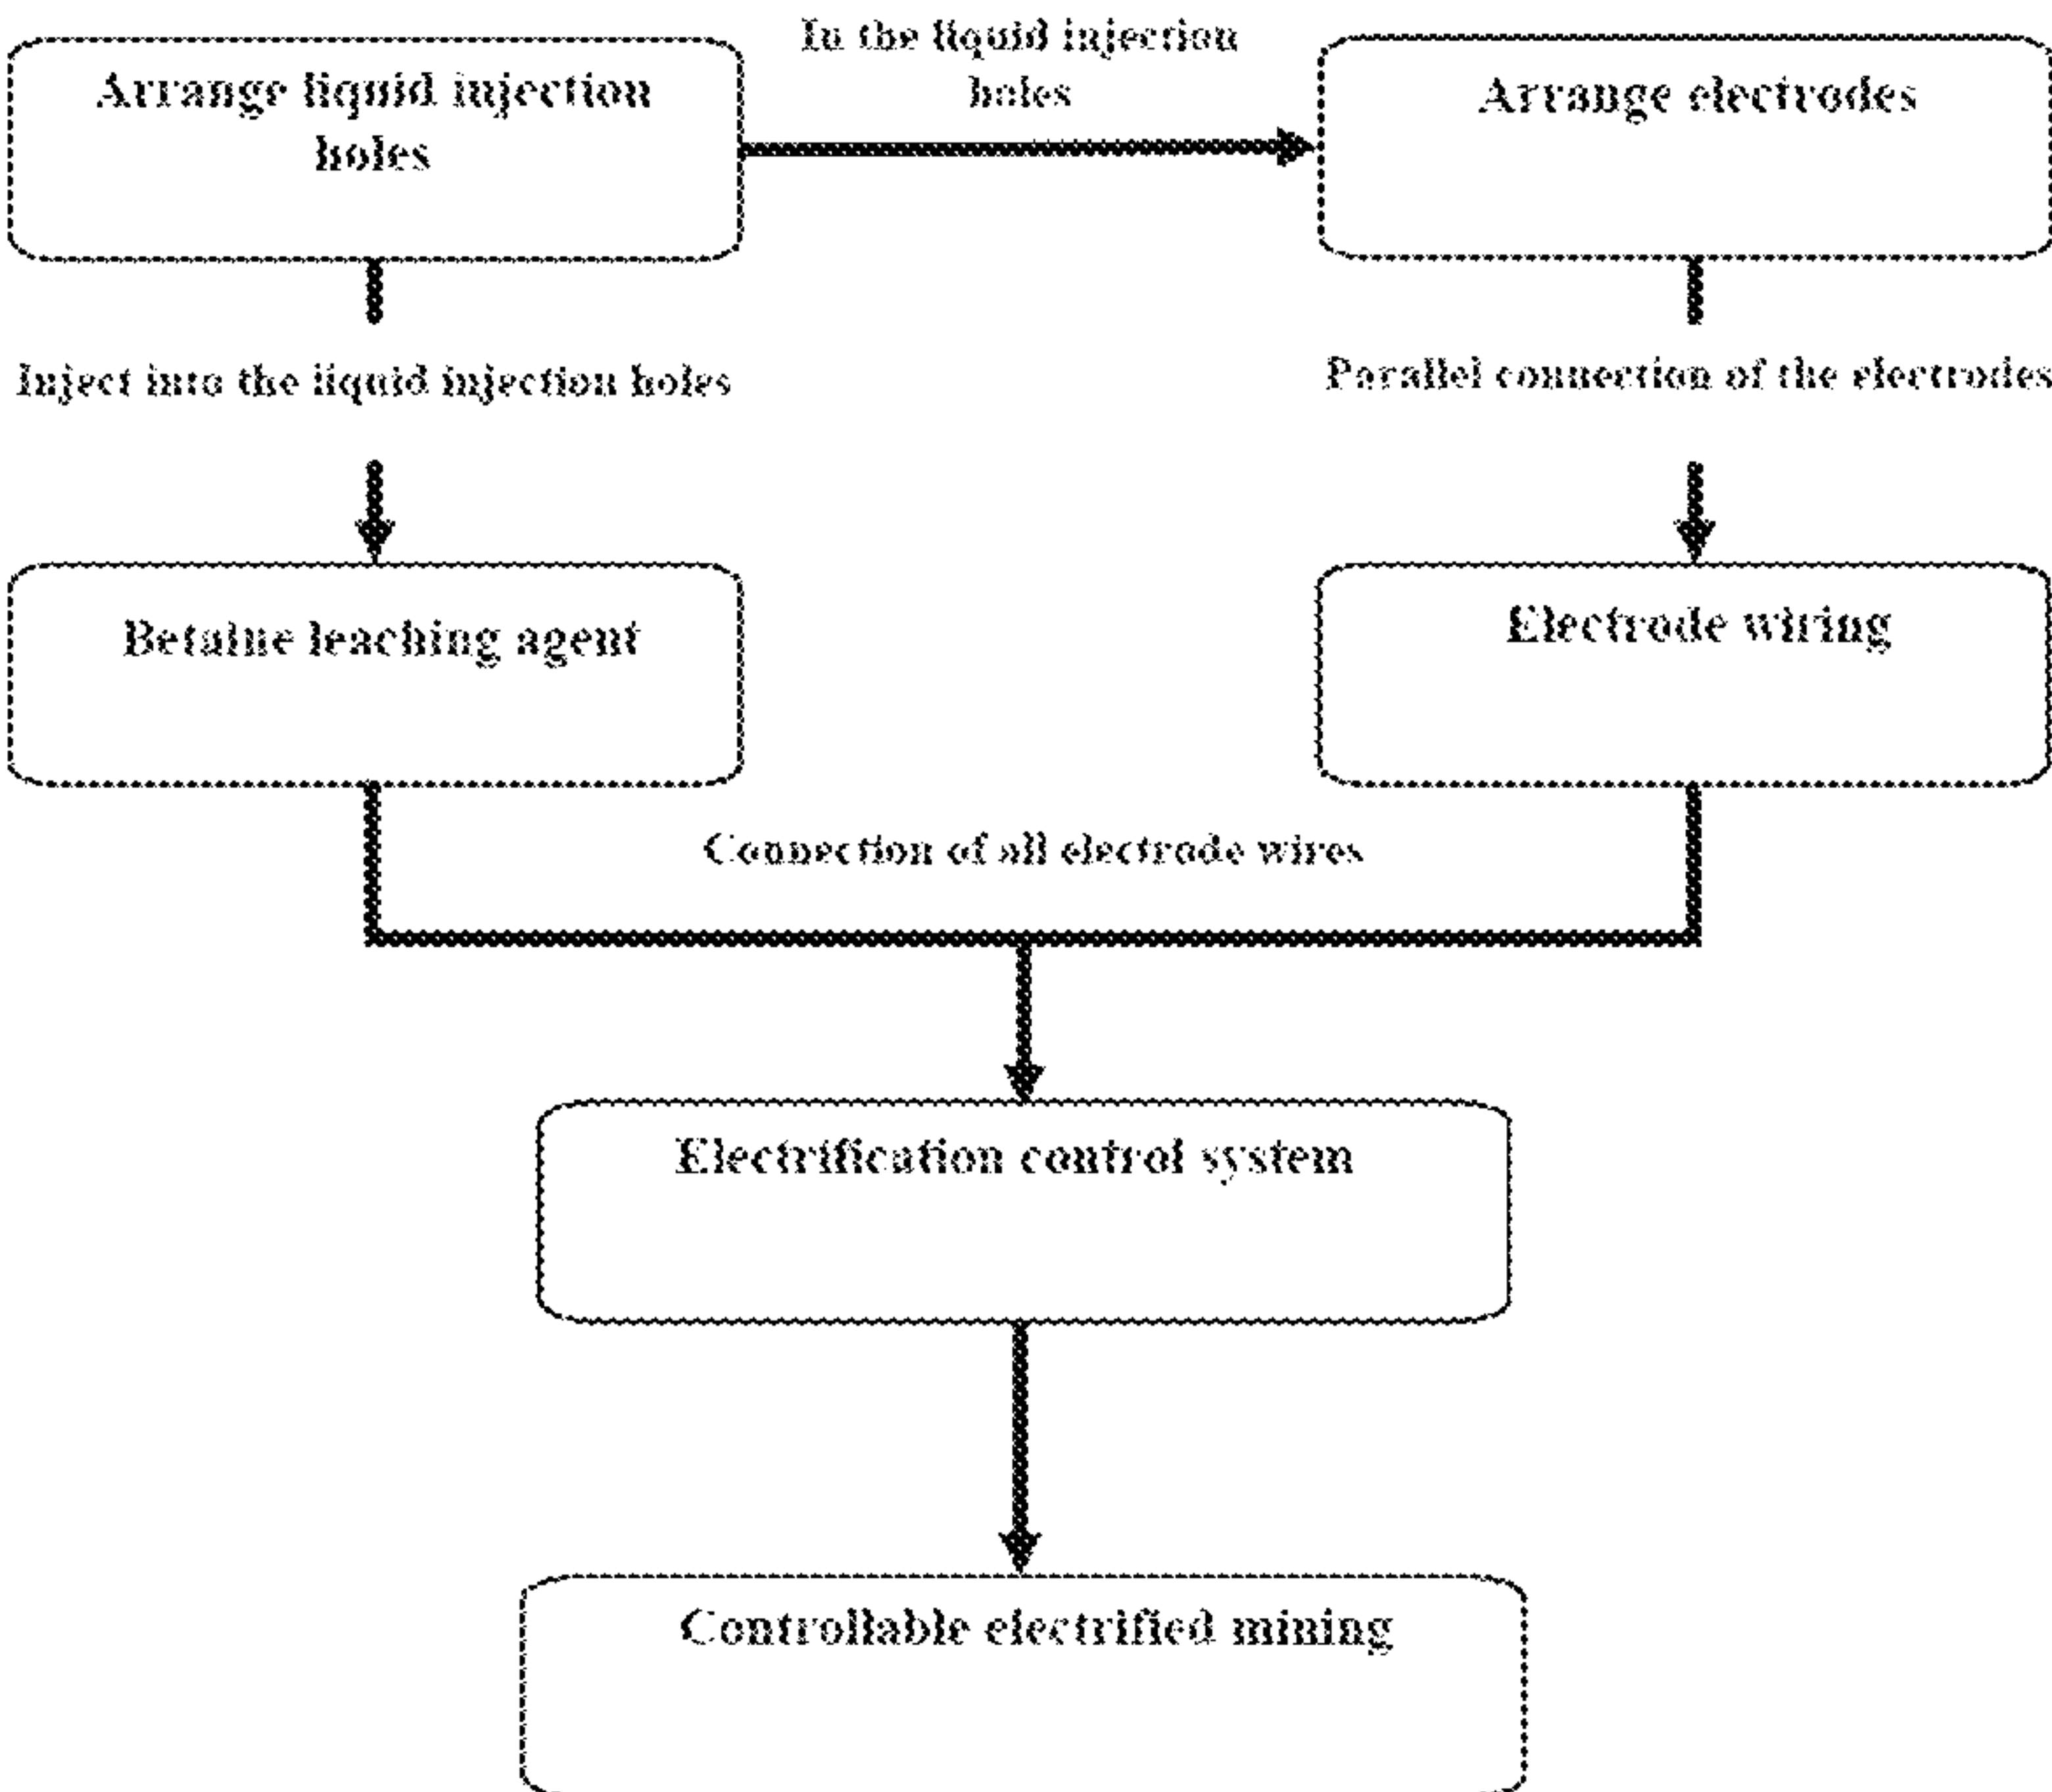 In the liquid injection
holes
Arrange liquid injection
holes
Arrange electrodes
Inject into the liquid injection holes
Parallel connection of the electrodes
Betaine leaching agent
Electrode wiring
Connection of all electrode wires
Electrification control system
Controllable electrified mining